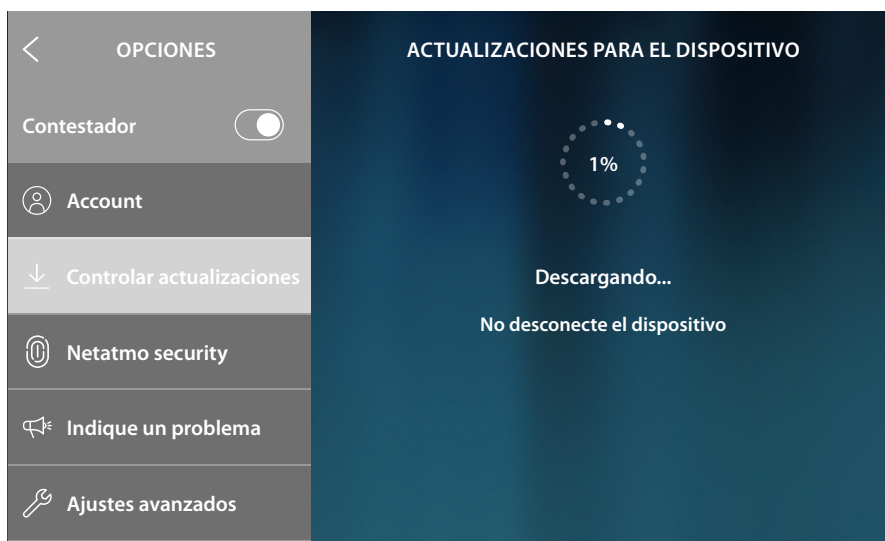 OPCIONES
Contestador
Account
Controlar actualizaciones
Netatmo security
Indique un problema
Ajustes avanzados
ACTUALIZACIONES PARA EL DISPOSITIVO
1%
Descargando...
No desconecte el dispositivo